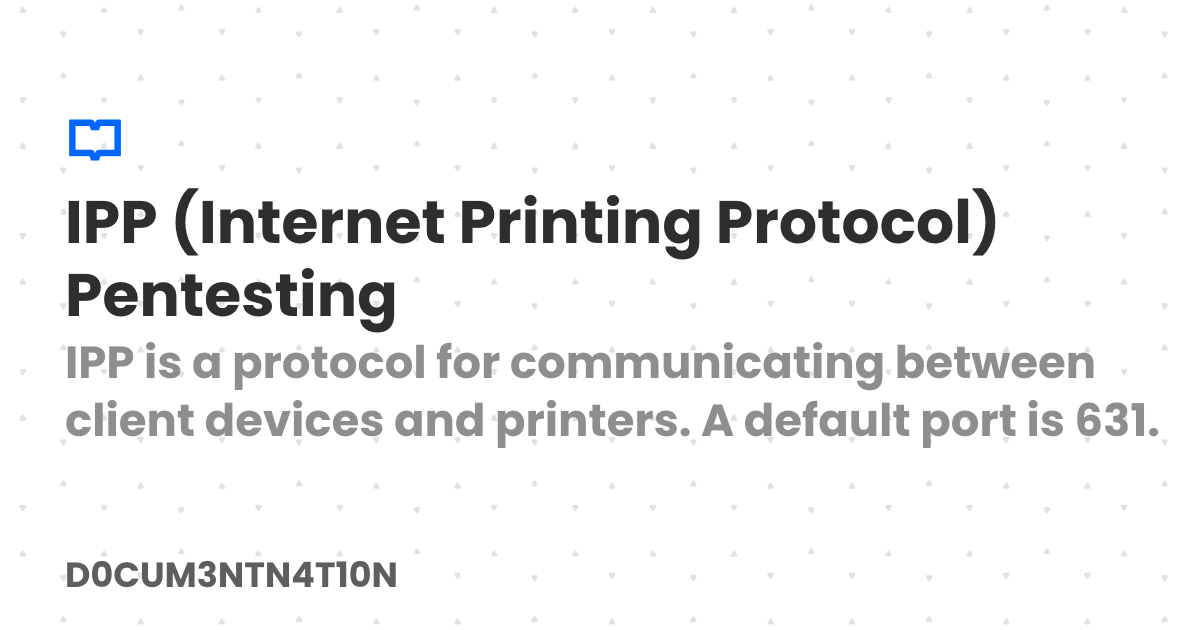 IPP (Internet Printing Protocol)
Pentesting
IPP is a protocol for communicating between
client devices and printers. A default port is 631.
D0CUM3NTN4T10N